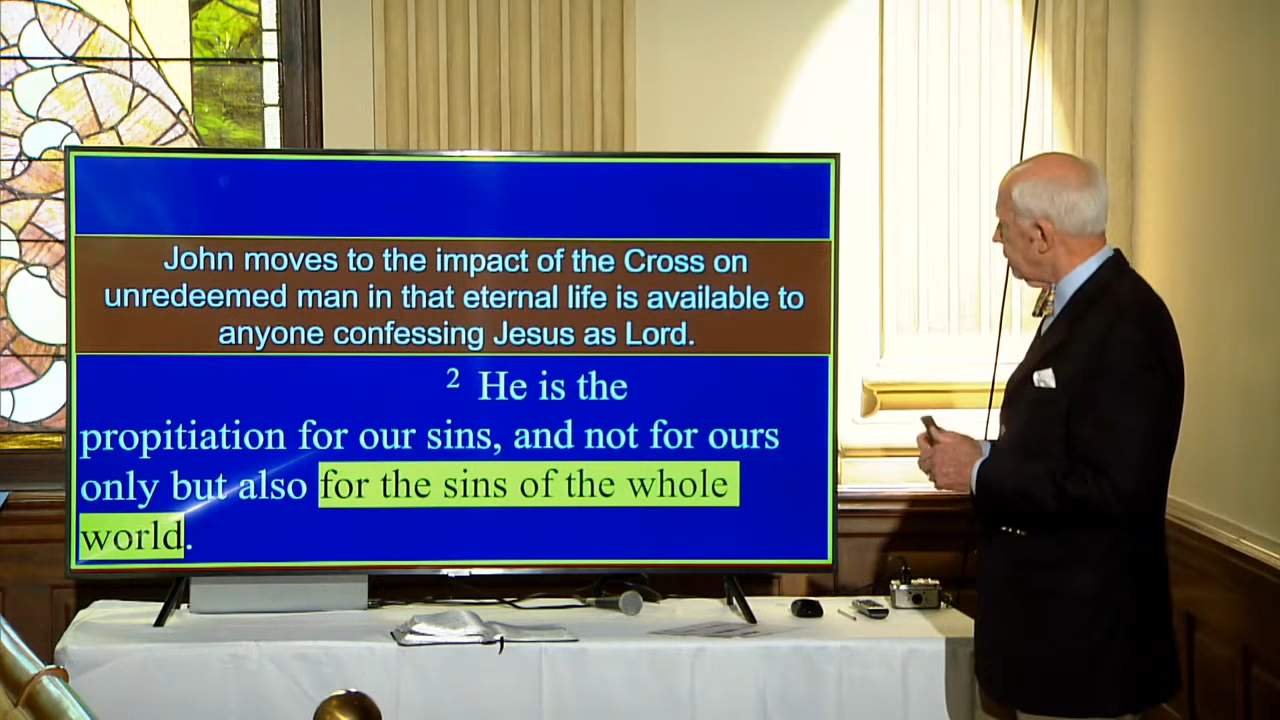 John moves to the impact of the Cross on
unredeemed man in that eternal life is available to
anyone confessing Jesus as Lord.
2 He is the
propitiation for our sins, and not for ours
only but also for the sins of the whole
world.